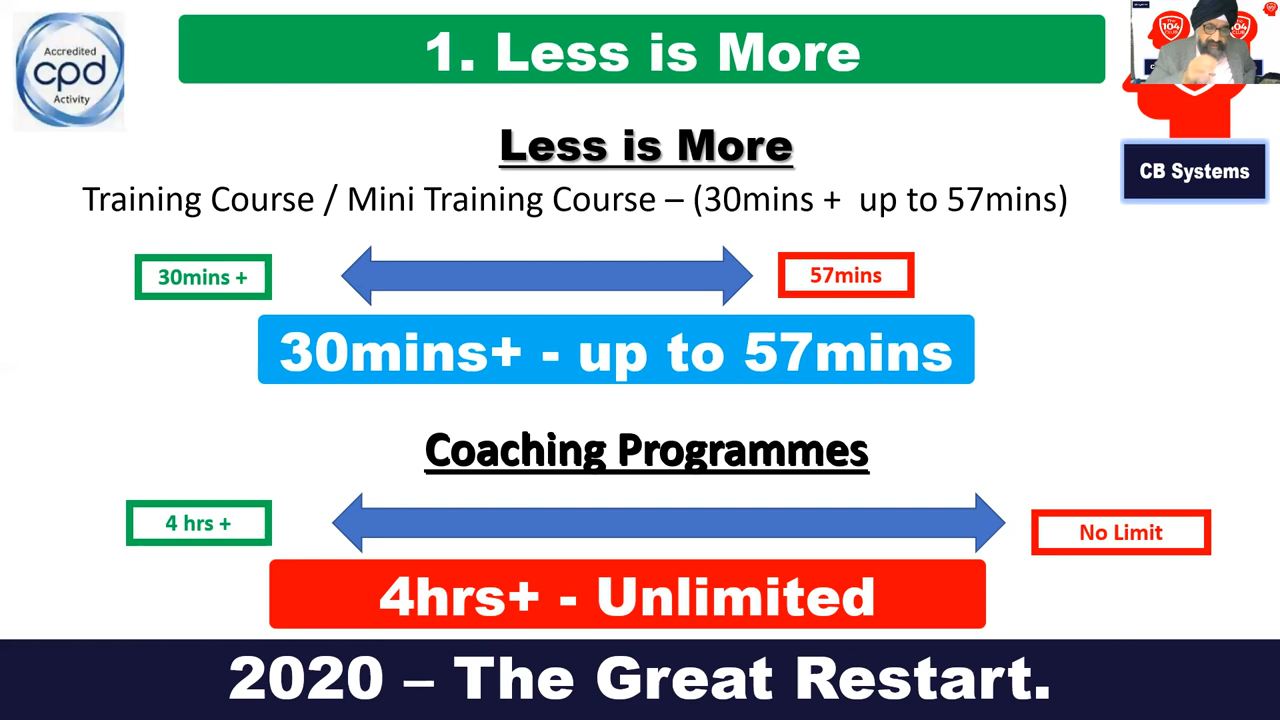 Accredited
cpd
Activity
1. Less is More
104
CB Systems
Less is More
Training Course / Mini Training Course – (30mins + up to 57mins)
30mins +
57mins
30mins+ - up to 57mins
Coaching Programmes
4 hrs +
No Limit
4hrs+ - Unlimited
2020 – The Great Restart.